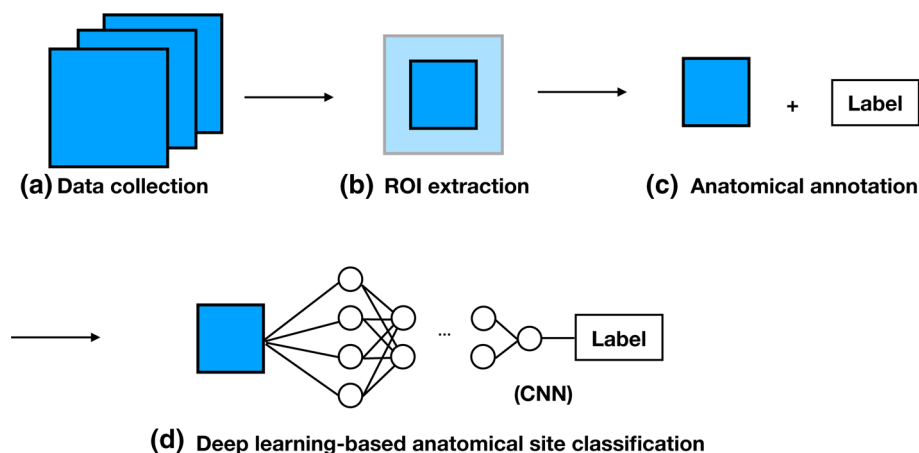 + Label
(a) Data collection (b) ROI extraction (c) Anatomical annotation
... Label
(CNN)
(d) Deep learning-based anatomical site classification